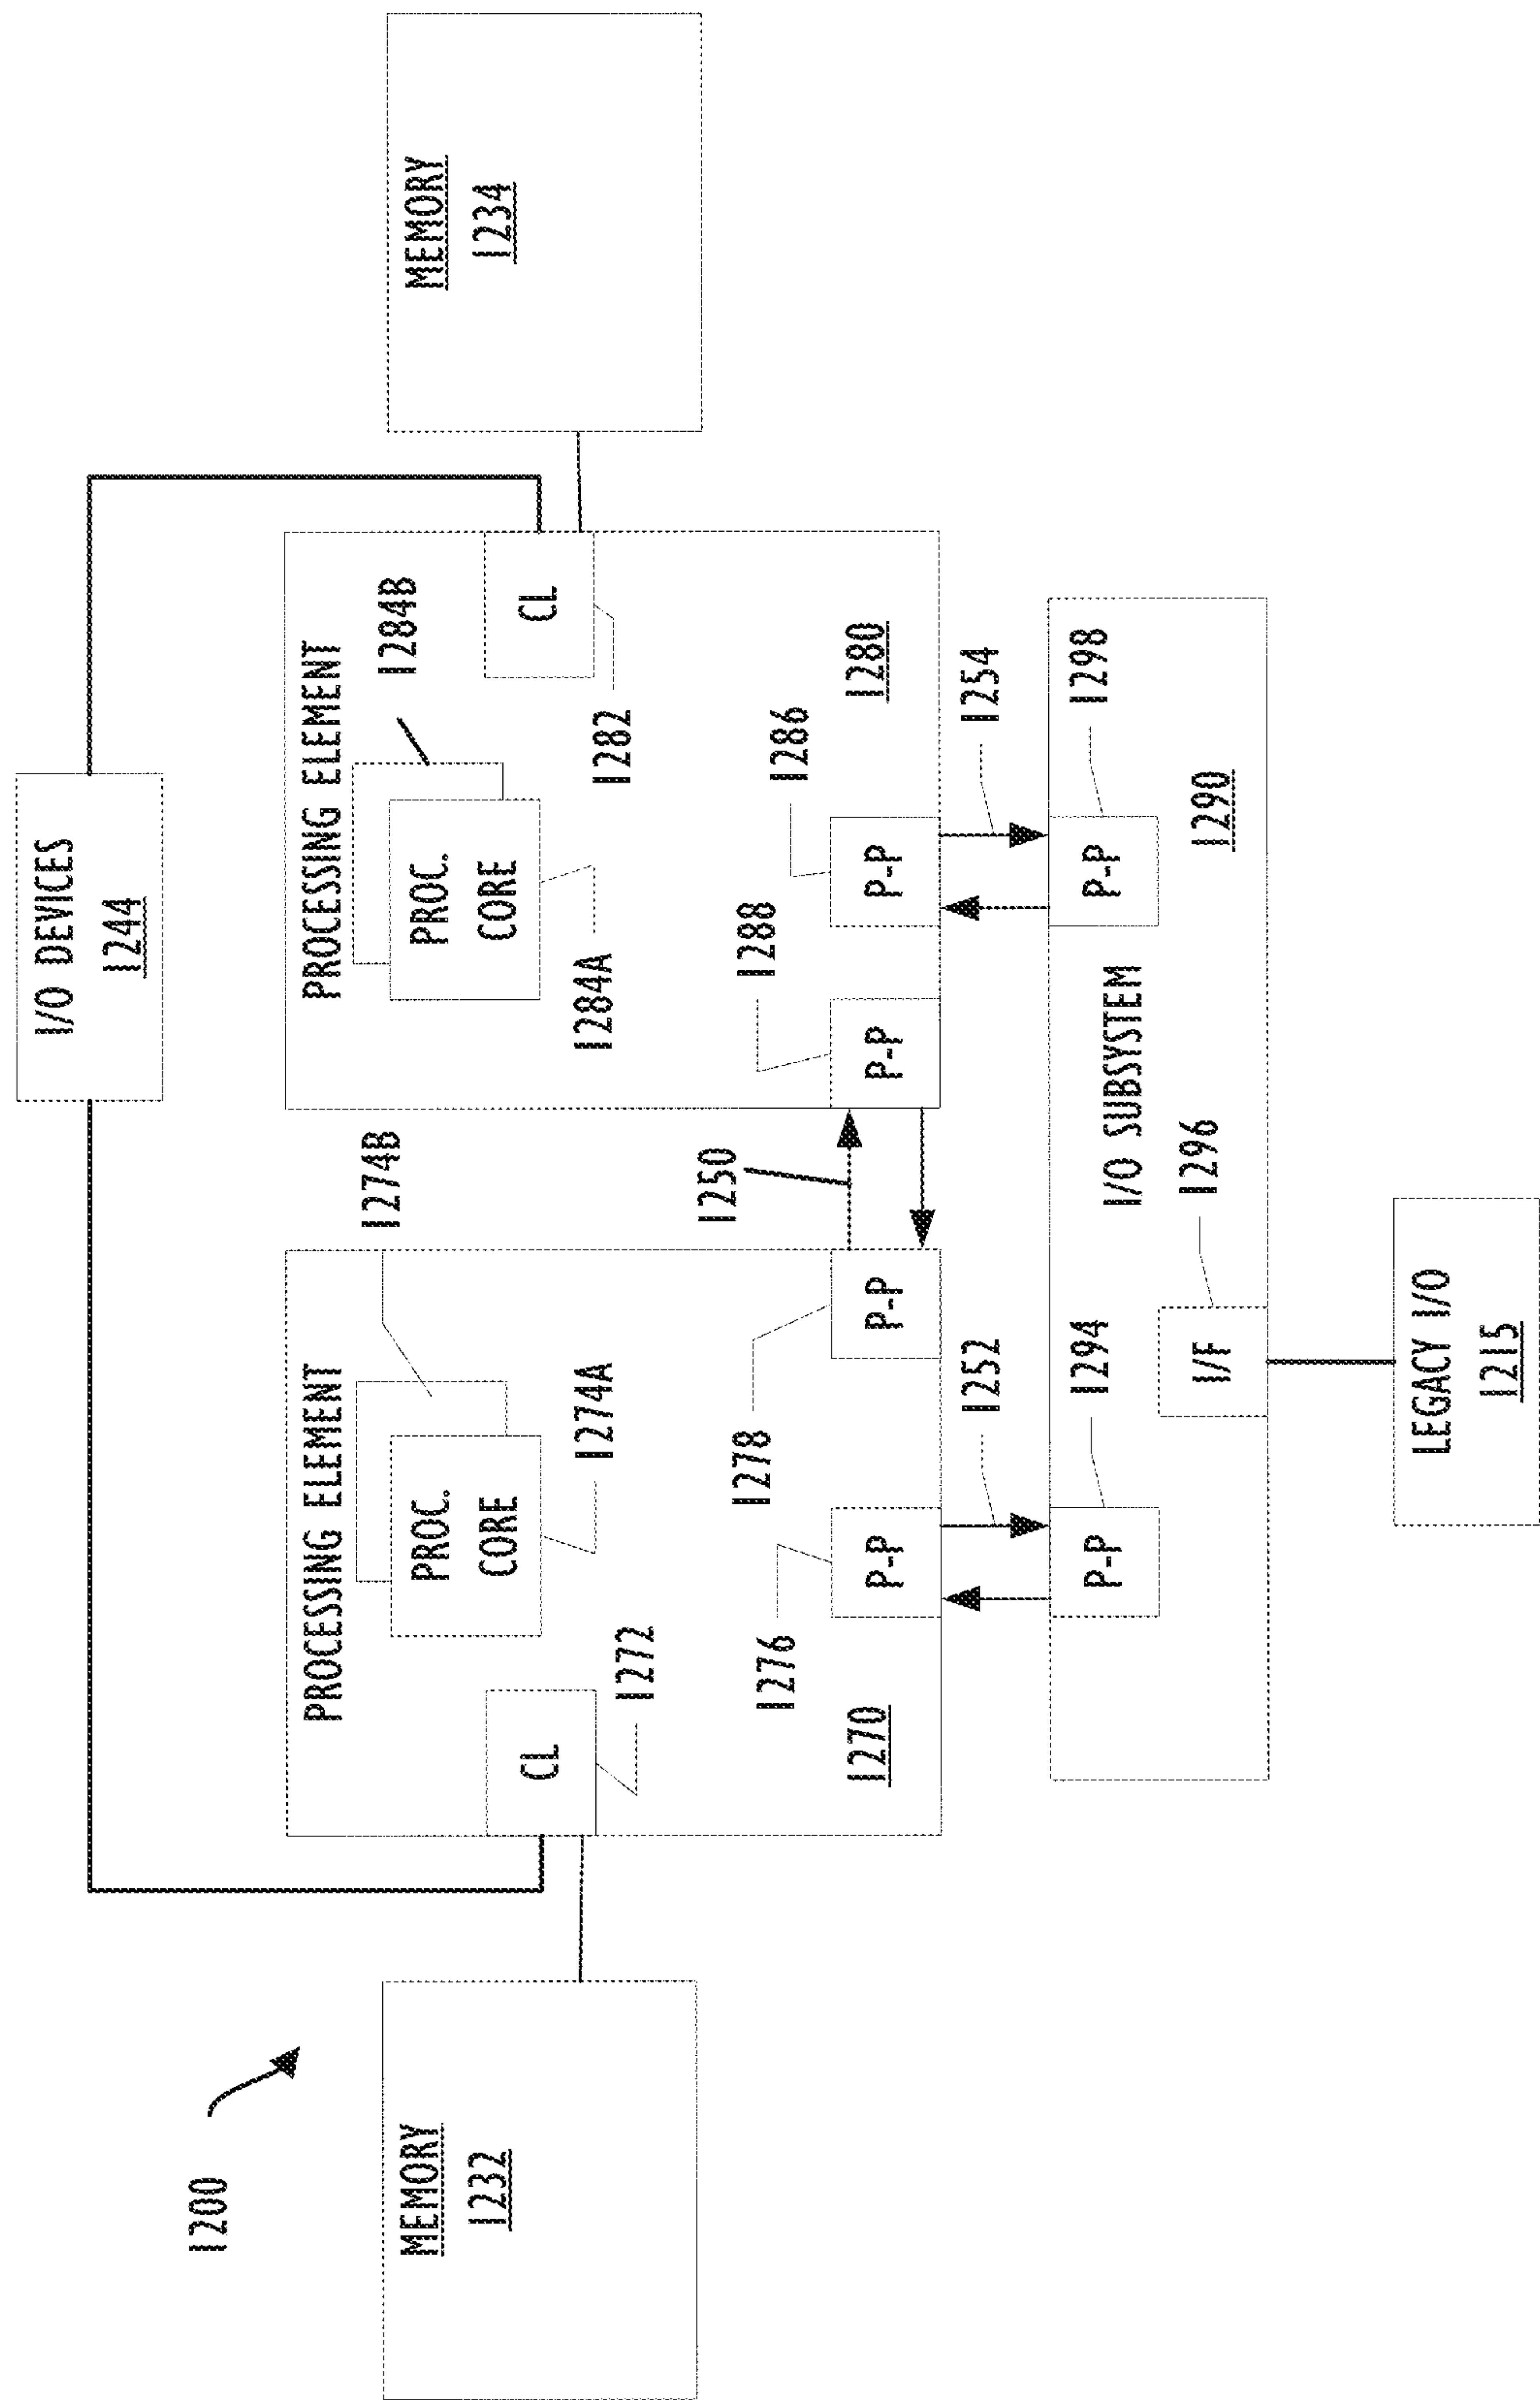 1200
I/O DEVICES
1244
MEMORY
1232
PROCESSING ELEMENT
1274B
PROC.
CORE
1274A
CL
1272
1278
P-P
1276
P-P
1270
1250
PROCESSING ELEMENT
1284B
PROC.
CORE
1284A
CL
1282
1288
P-P
1286
P-P
1280
MEMORY
1234
1252
1254
1294
P-P
I/O SUBSYSTEM
P-P
1298
1290
I/F
1296
LEGACY I/O
1215